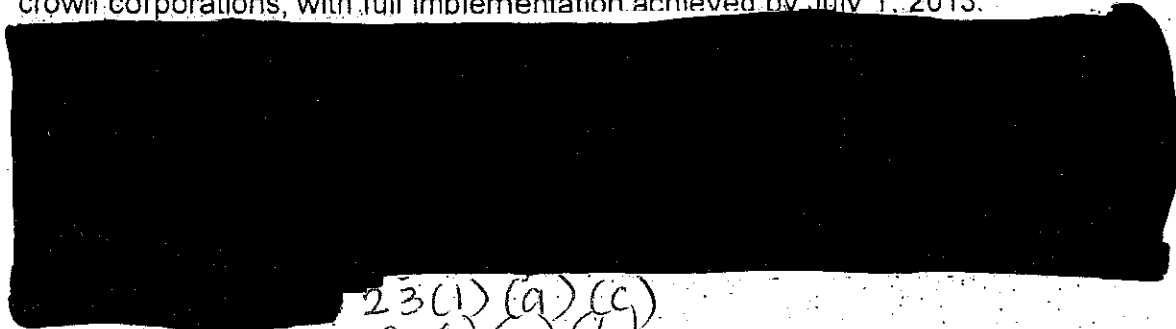 crown corporations, with full implementation achieved by July 1, 2013.
23(1)(a)(c)